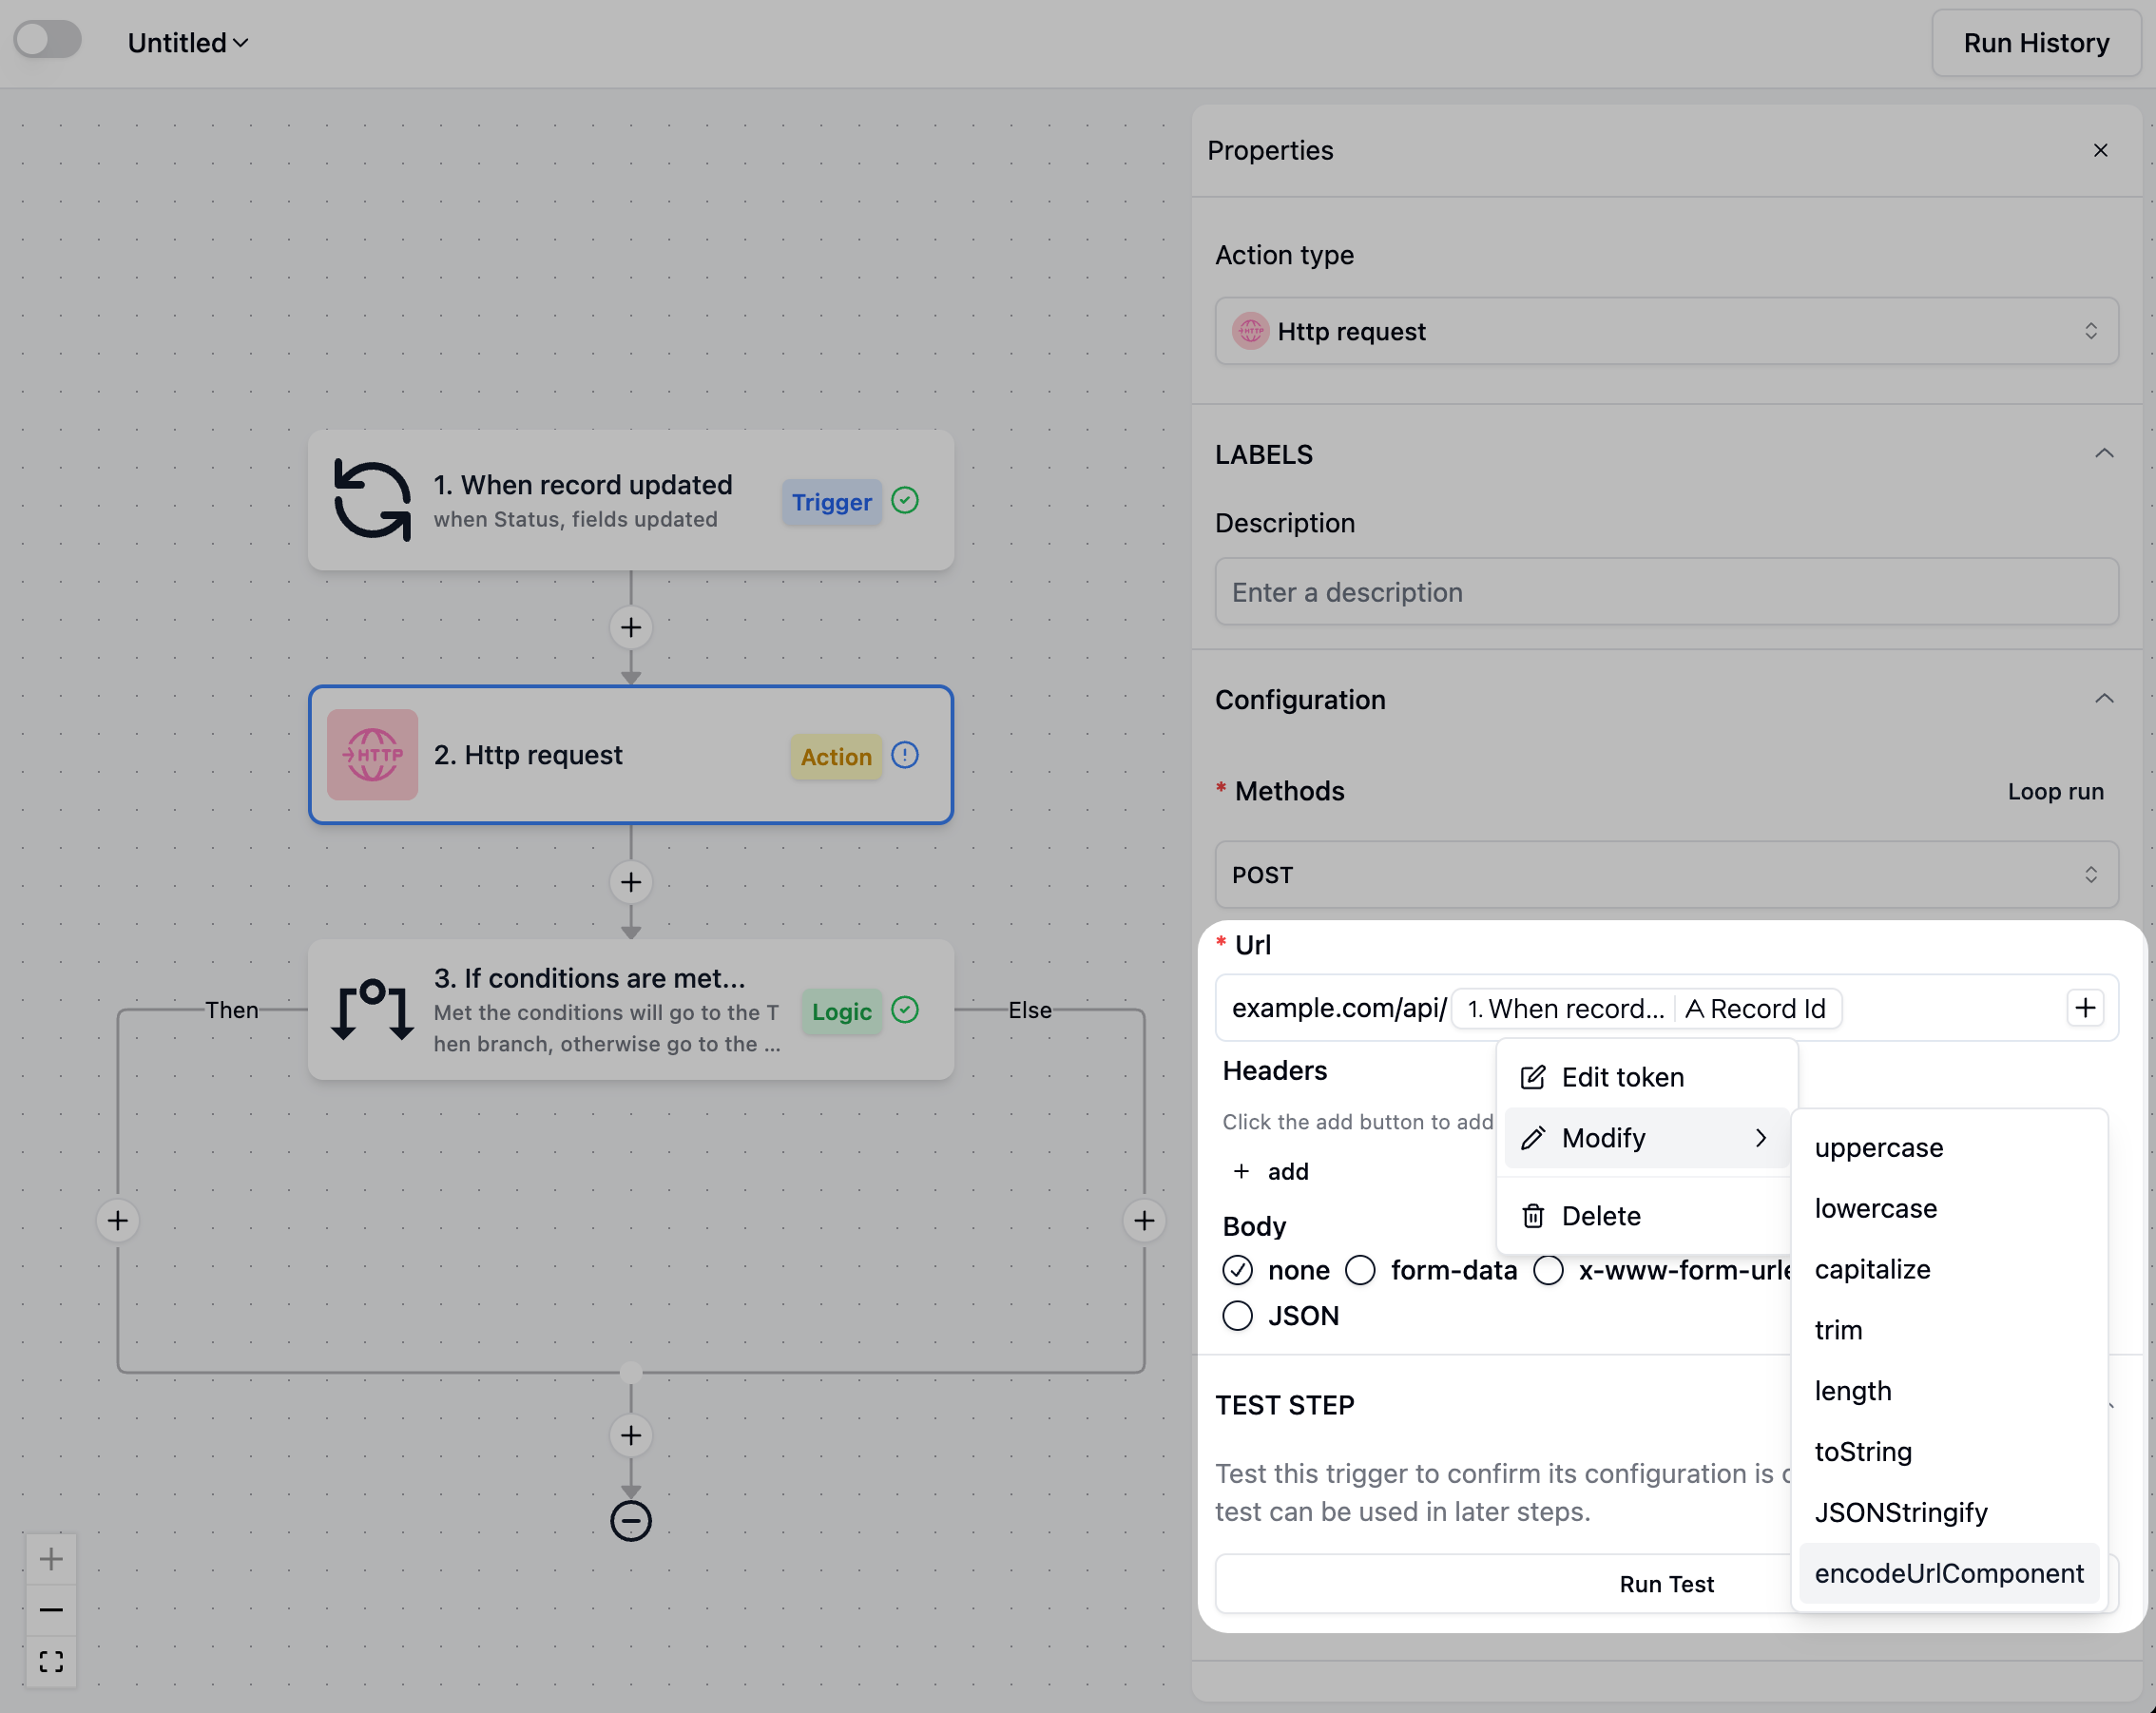 Untitled
Run History
Properties
Action type
HTTP
Http request
LABELS
Description
Enter a description
Configuration
* Methods
Loop run
POST
* Url
example.com/api/ 1. When record... A Record Id
Headers
Click the add button to add
+ add
Body
none form-data x-www-form-urle
JSON
TEST STEP
Test this trigger to confirm its configuration is c
test can be used in later steps.
Run Test
Edit token
Modify
Delete
uppercase
lowercase
capitalize
trim
length
toString
JSONStringify
encodeUrlComponent
1. When record updated
when Status, fields updated
Trigger
HTTP
2. Http request
Action
3. If conditions are met...
Met the conditions will go to the T
hen branch, otherwise go to the ...
Logic
Then
Else